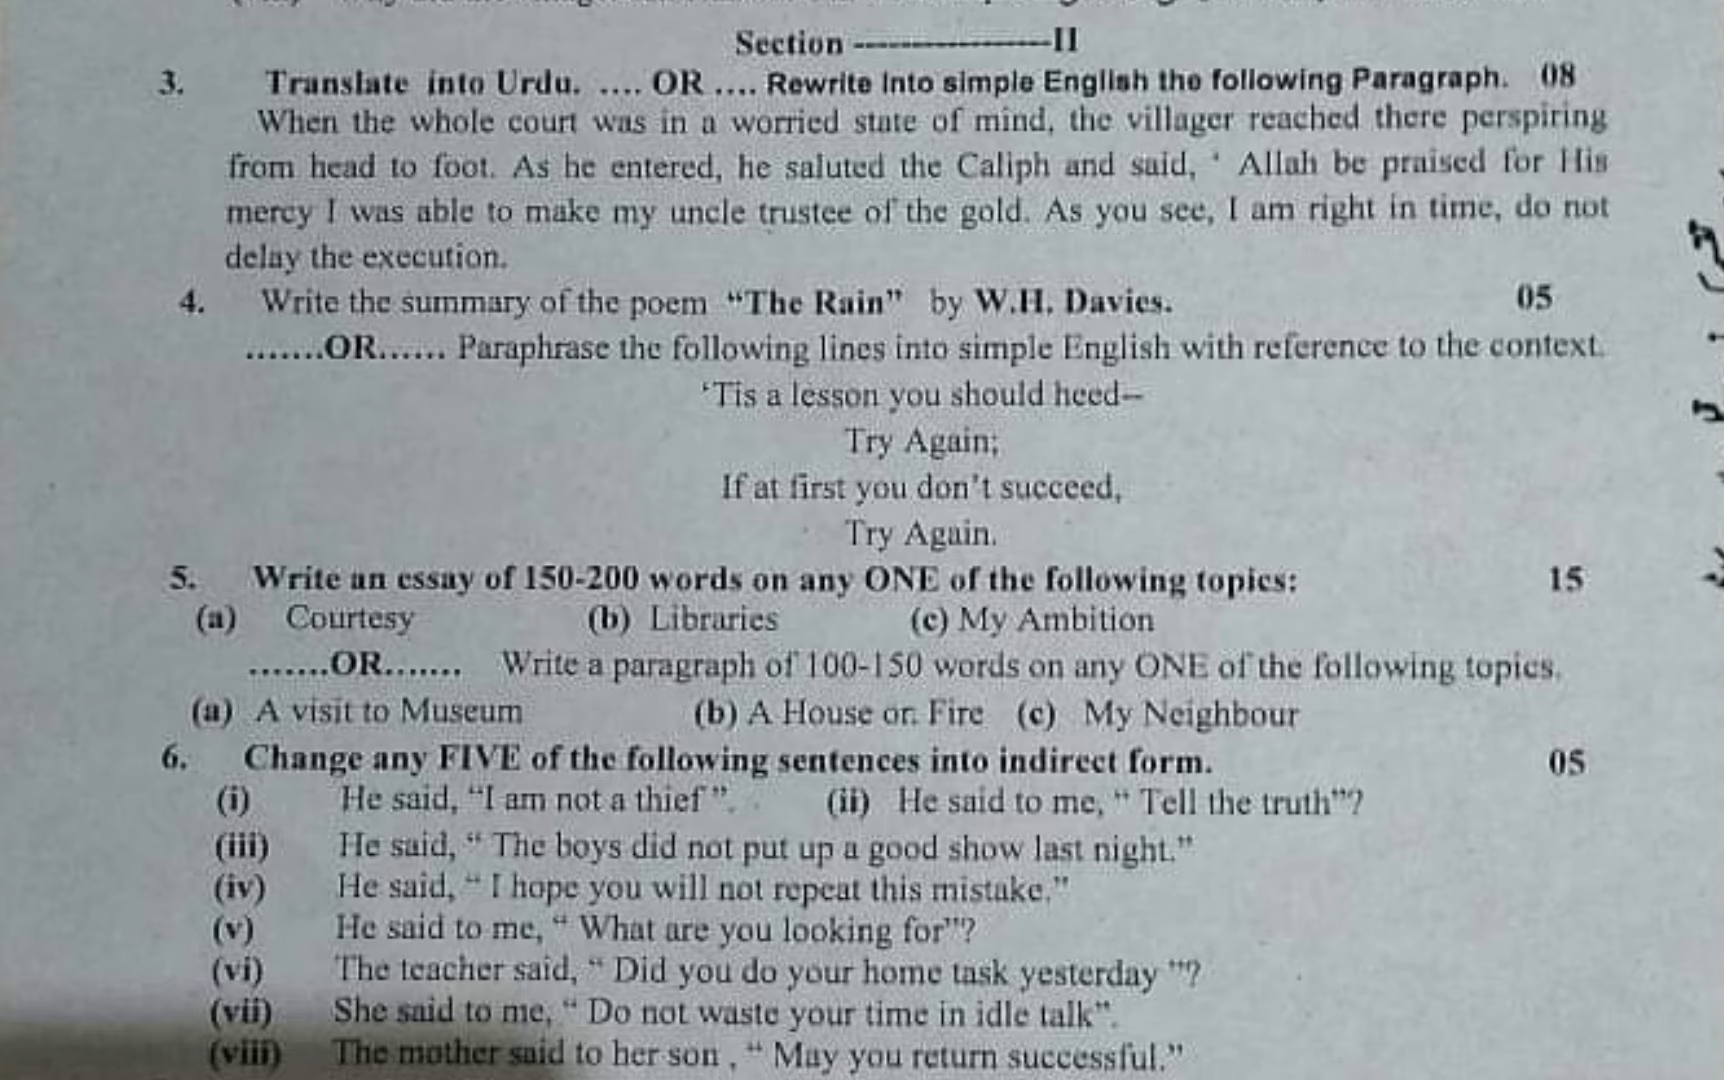 Section -----------------II
3. Translate into Urdu. .... OR .... Rewrite Into simple English the following Paragraph. 08
When the whole court was in a worried state of mind, the villager reached there perspiring
from head to foot. As he entered, he saluted the Caliph and said, ‘ Allah be praised for His
mercy I was able to make my uncle trustee of the gold. As you see, I am right in time, do not
delay the execution.
4. Write the summary of the poem “The Rain” by W.H. Davies. 05
.......OR...... Paraphrase the following lines into simple English with reference to the context.
‘Tis a lesson you should heed--
Try Again;
If at first you don’t succeed,
Try Again.
5. Write an essay of 150-200 words on any ONE of the following topics: 15
(a) Courtesy (b) Libraries (c) My Ambition
.......OR....... Write a paragraph of 100-150 words on any ONE of the following topics.
(a) A visit to Museum (b) A House on Fire (c) My Neighbour
6. Change any FIVE of the following sentences into indirect form. 05
(i) He said, “I am not a thief ”. (ii) He said to me, “ Tell the truth”?
(iii) He said, “ The boys did not put up a good show last night.”
(iv) He said, “ I hope you will not repeat this mistake.”
(v) He said to me, “ What are you looking for”?
(vi) The teacher said, “ Did you do your home task yesterday ”?
(vii) She said to me, “ Do not waste your time in idle talk”.
(viii) The mother said to her son , “ May you return successful.”